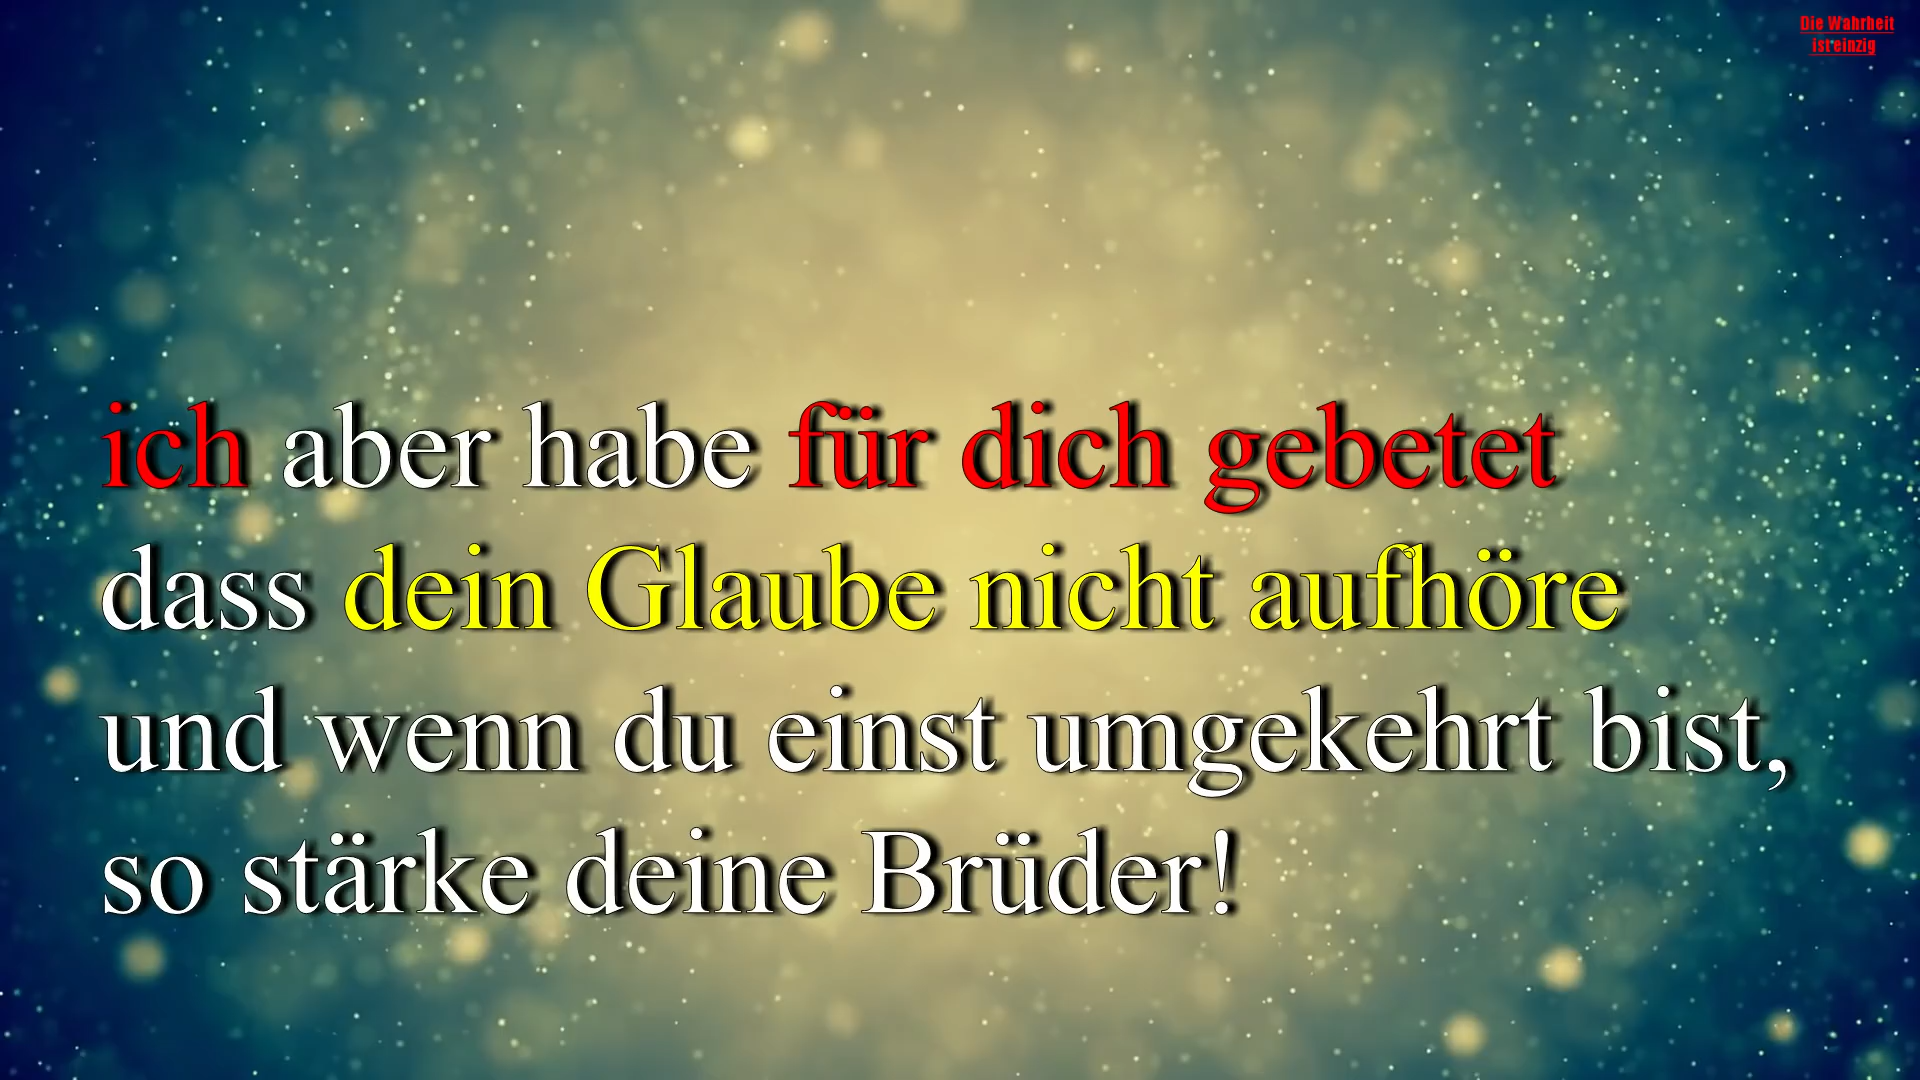 Die Wahrheit
ist einzig
ich aber habe für dich gebetet
dass dein Glaube nicht aufhöre
und wenn du einst umgekehrt bist,
so stärke deine Brüder!